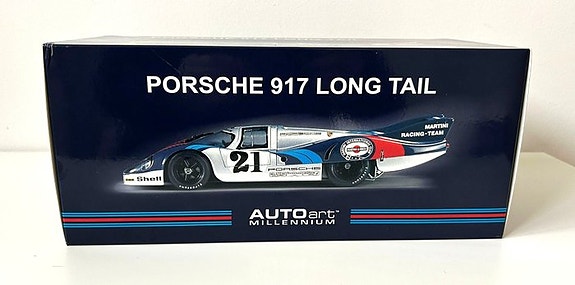 PORSCHE 917 LONG TAIL
MARTINI
RACING-TEAM
21
Shell
PORSCHE
AUTOart
MILLENNIUM